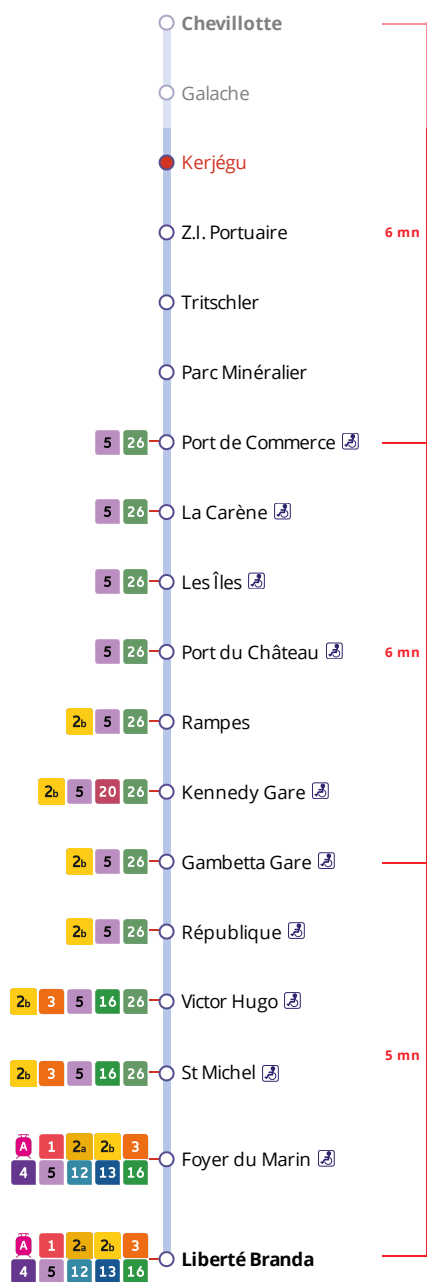 Chevillotte
Galache
Kerjégu
Z.I. Portuaire
6 mn
Tritschler
Parc Minéralier
5 26 Port de Commerce
5 26 La Carène
5 26 Les Îles
5 26 Port du Château
6 mn
2b 5 26 Rampes
2b 5 20 26 Kennedy Gare
2b 5 26 Gambetta Gare
2b 5 26 République
2b 3 5 16 26 Victor Hugo
5 mn
2b 3 5 16 26 St Michel
A 1 2a 2b 3
4 5 12 13 16
Foyer du Marin
A 1 2a 2b 3
4 5 12 13 16
Liberté Branda